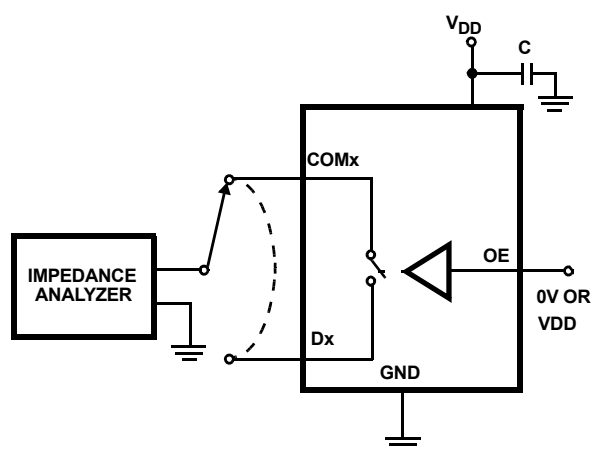 VDD
C
COMx
IMPEDANCE
ANALYZER
OE
0V OR
VDD
Dx
GND